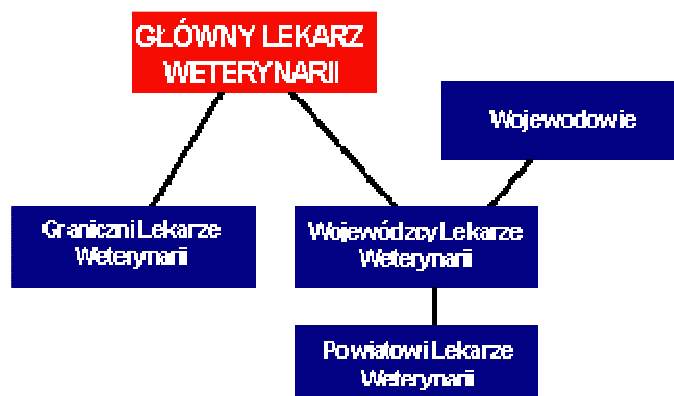 GŁÓWNY LEKARZ
WETERYNARII
Wojewodowie
Graniczni Lekarze
Weterynarii
Wojewódzcy Lekarze
Weterynarii
Powiatowi Lekarze
Weterynarii